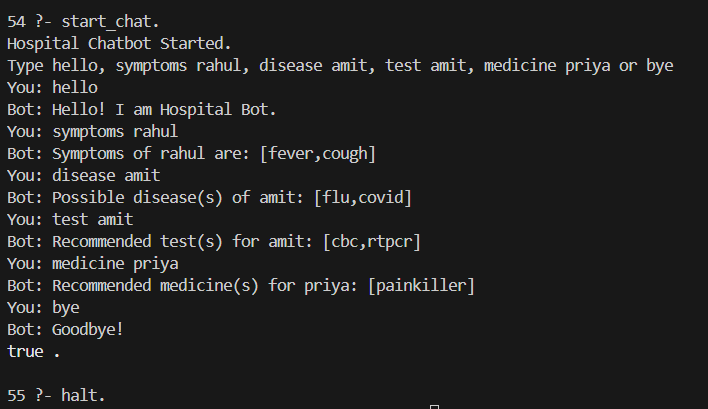 54 ?- start_chat.
Hospital Chatbot Started.
Type hello, symptoms rahul, disease amit, test amit, medicine priya or bye
You: hello
Bot: Hello! I am Hospital Bot.
You: symptoms rahul
Bot: Symptoms of rahul are: [fever,cough]
You: disease amit
Bot: Possible disease(s) of amit: [flu,covid]
You: test amit
Bot: Recommended test(s) for amit: [cbc,rtpcr]
You: medicine priya
Bot: Recommended medicine(s) for priya: [painkiller]
You: bye
Bot: Goodbye!
true .
55 ?- halt.